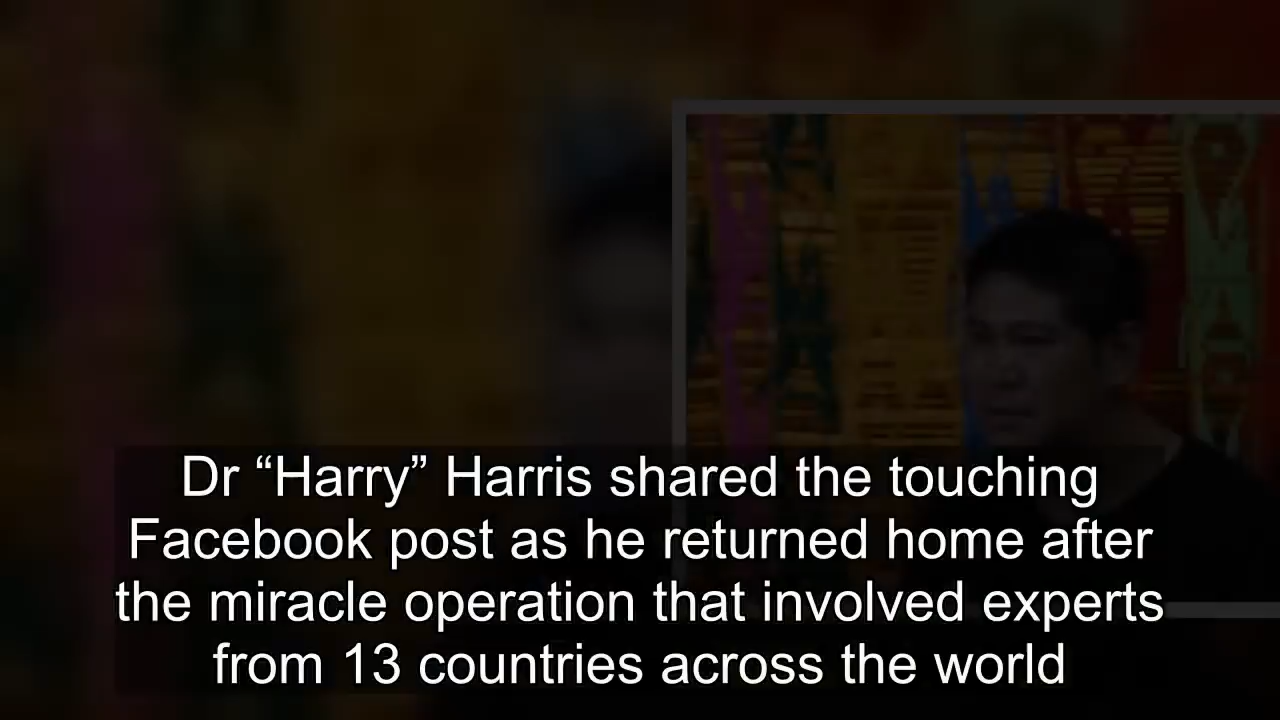 Dr “Harry” Harris shared the touching
Facebook post as he returned home after
the miracle operation that involved experts
from 13 countries across the world